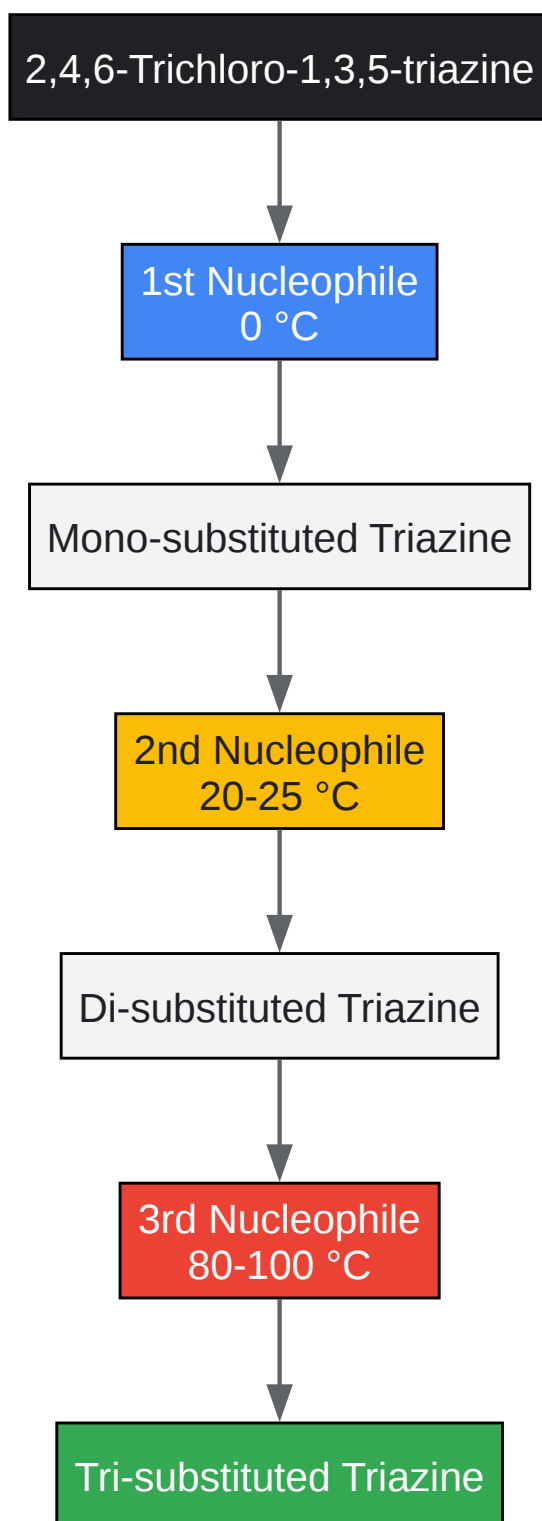 2,4,6-Trichloro-1,3,5-triazine
1st Nucleophile
0 °C
Mono-substituted Triazine
2nd Nucleophile
20-25 °C
Di-substituted Triazine
3rd Nucleophile
80-100 °C
Tri-substituted Triazine